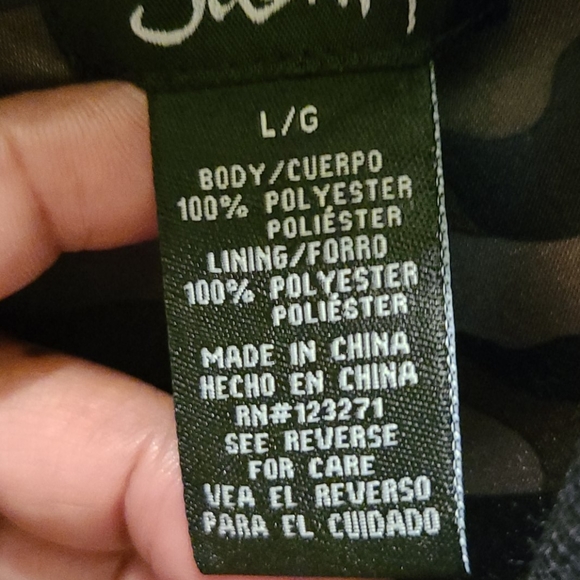 L/G
BODY/CUERPO
100% POLYESTER
POLIÉSTER
LINING/FORRO
100% POLYESTER
POLIÉSTER
MADE IN CHINA
HECHO EN CHINA
RN#123271
SEE REVERSE
FOR CARE
VEA EL REVERSO
PARA EL CUIDADO